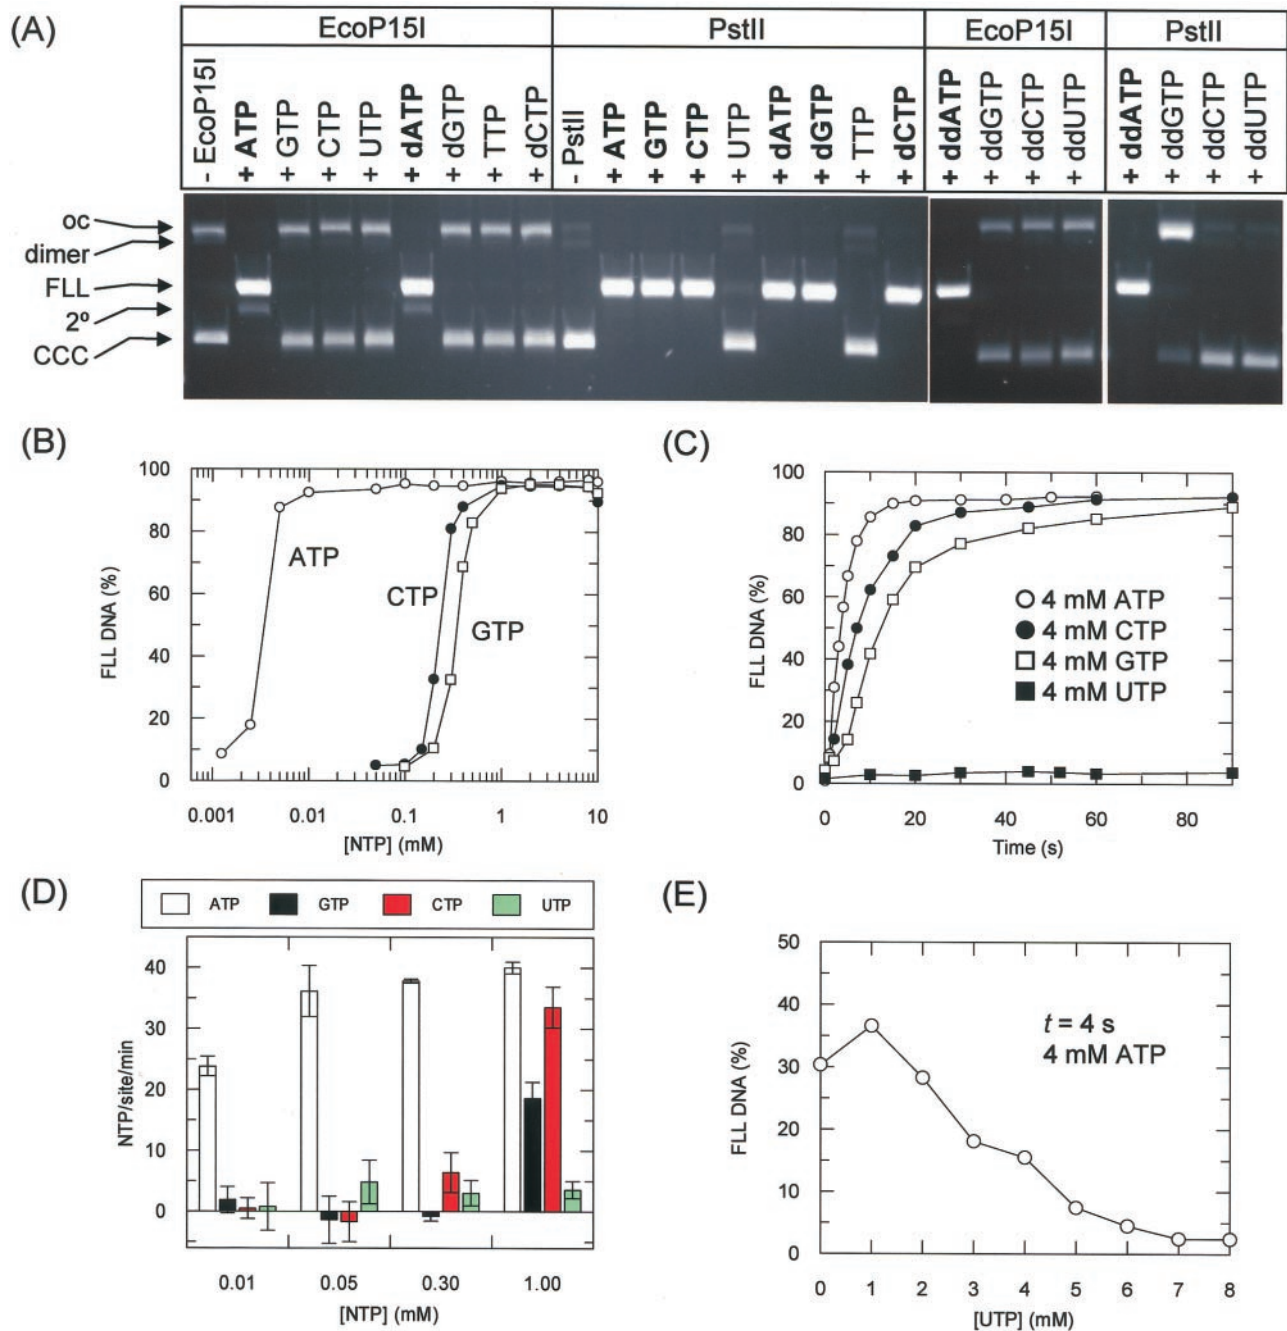 (A)
EcoP15I PstII EcoP15I PstII
- EcoP15I
+ ATP
+ GTP
+ CTP
+ UTP
+ dATP
+ dGTP
+ TTP
+ dCTP
- PstII
+ ATP
+ GTP
+ CTP
+ UTP
+ dATP
+ dGTP
+ TTP
+ dCTP
+ ddATP
+ ddGTP
+ ddCTP
+ ddUTP
+ ddATP
+ ddGTP
+ ddCTP
+ ddUTP
oc
dimer
FLL
2º
CCC
(B)
100
80
60
40
20
0
FLL DNA (%)
ATP
CTP
GTP
0.001 0.01 0.1 1 10
[NTP] (mM)
(C)
100
80
60
40
20
0
FLL DNA (%)
4 mM ATP
4 mM CTP
4 mM GTP
4 mM UTP
0 20 40 60 80
Time (s)
(D)
ATP GTP CTP UTP
40
30
20
10
0
NTP/site/min
0.01 0.05 0.30 1.00
[NTP] (mM)
(E)
50
40
30
20
10
0
FLL DNA (%)
t = 4 s
4 mM ATP
0 1 2 3 4 5 6 7 8
[UTP] (mM)